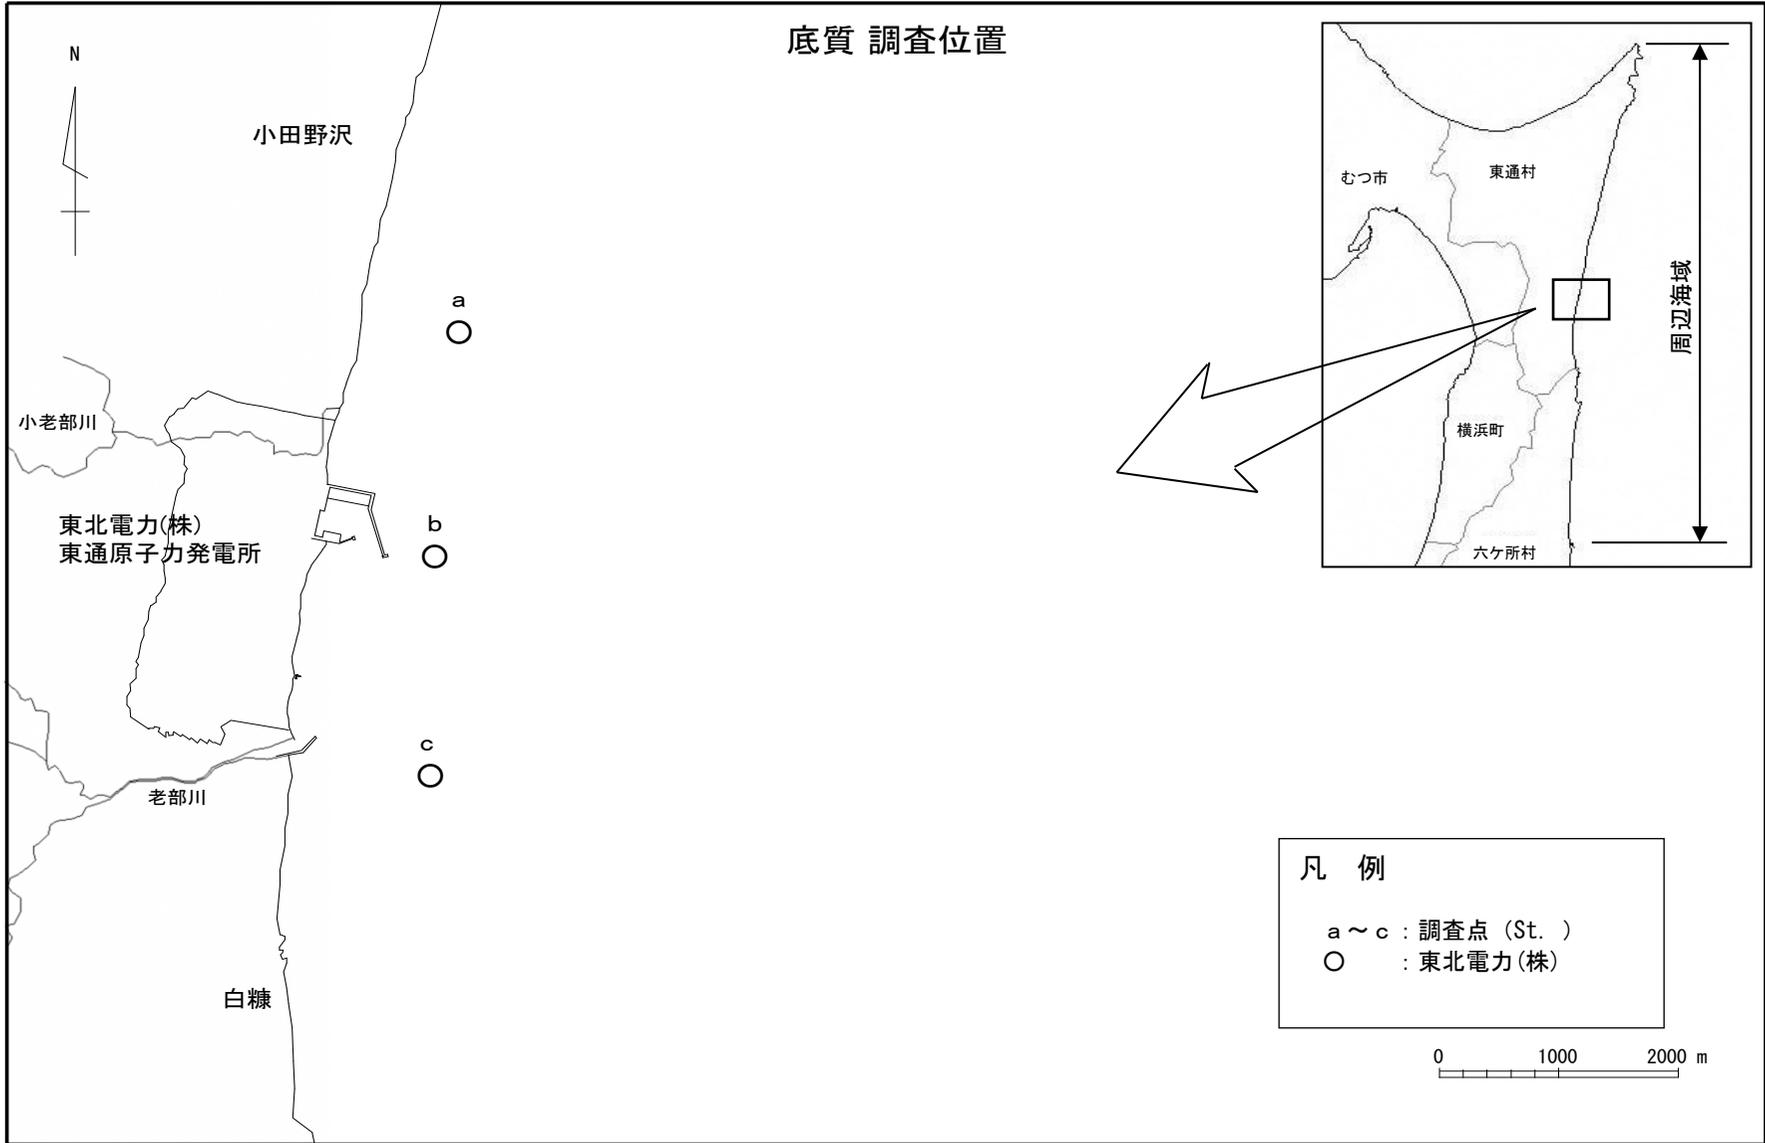 底質 調査位置
N
小田野沢
a
小老部川
東北電力(株)
東通原子力発電所
b
c
老部川
白糠
むつ市
東通村
横浜町
六ケ所村
周辺海域
凡 例
a～c : 調査点 (St. )
○ : 東北電力(株)
0 1000 2000 m